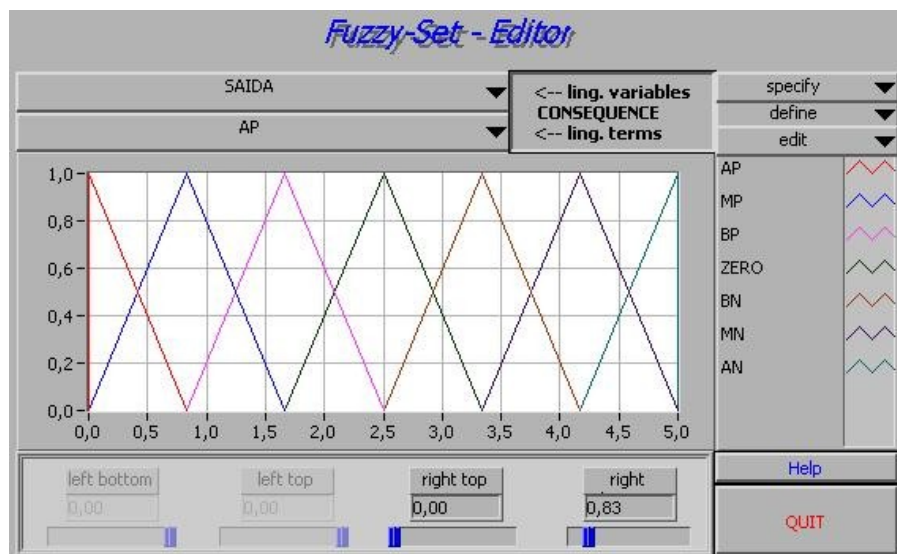 Fuzzy-Set - Editor
SAIDA
<-- ling. variables
CONSEQUENCE
AP
<-- ling. terms
specify
define
edit
1,0
0,8
0,6
0,4
0,2
0,0
0,0 0,5 1,0 1,5 2,0 2,5 3,0 3,5 4,0 4,5 5,0
AP
MP
BP
ZERO
BN
MN
AN
left bottom left top right top right
0,00 0,00 0,00 0,83
Help
QUIT